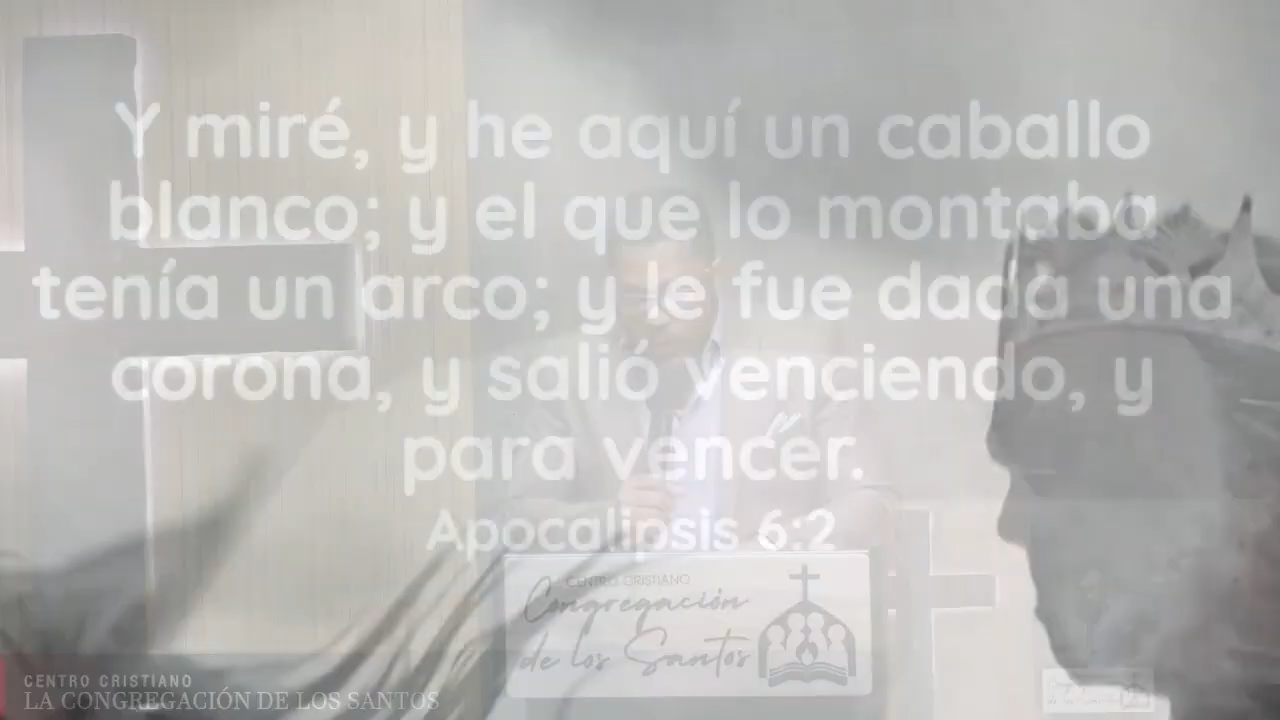 Y miré, y he aquí un caballo
blanco; y el que lo montaba
tenía un arco; y le fue dada una
corona, y salió venciendo, y
para vencer.
Apocalipsis 6:2
CENTRO CRISTIANO
Congregación
de los Santos
CENTRO CRISTIANO
LA CONGREGACIÓN DE LOS SANTOS